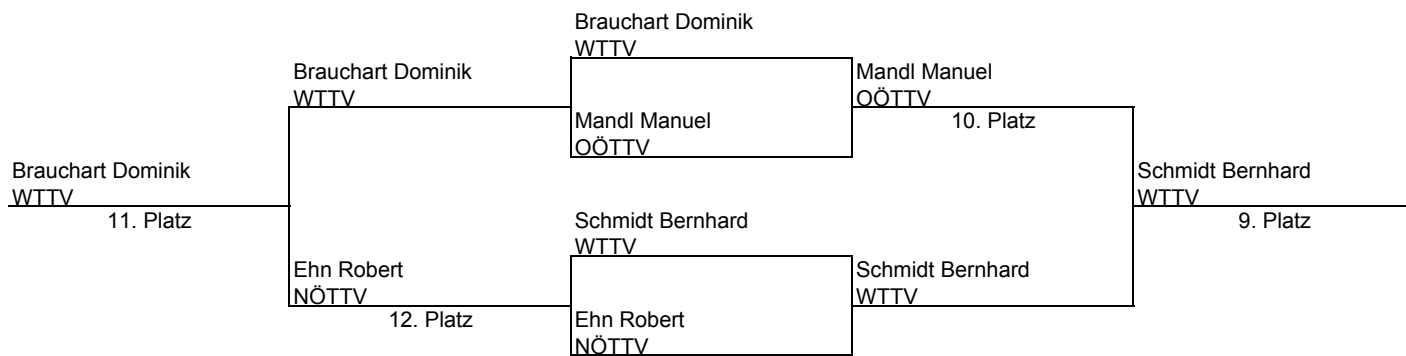 Brauchart Dominik
WTTV
Brauchart Dominik
WTTV
Mandl Manuel
OÖTTV
Mandl Manuel
OÖTTV
10. Platz
Brauchart Dominik
WTTV
11. Platz
Schmidt Bernhard
WTTV
9. Platz
Schmidt Bernhard
WTTV
Ehn Robert
NÖTTV
12. Platz
Schmidt Bernhard
WTTV
Ehn Robert
NÖTTV